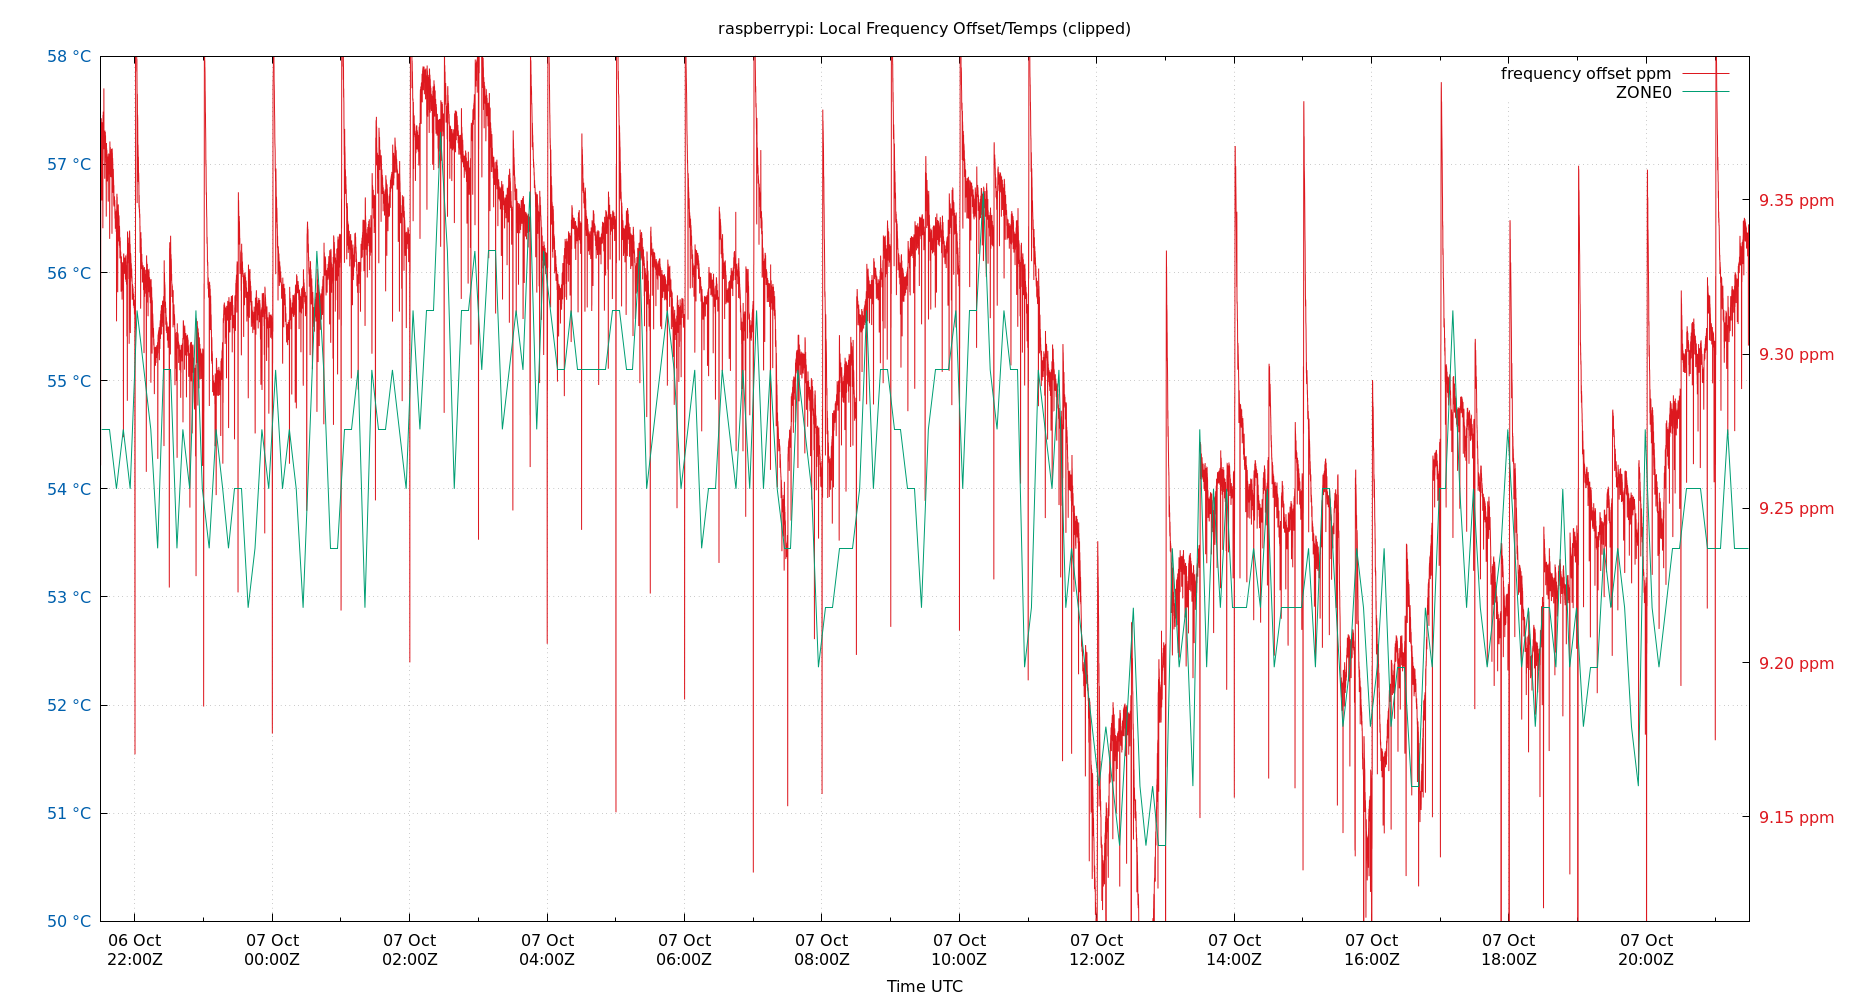 raspberrypi: Local Frequency Offset/Temps (clipped)
frequency offset ppm
ZONE0
58 °C
57 °C
56 °C
55 °C
54 °C
53 °C
52 °C
51 °C
50 °C
9.35 ppm
9.30 ppm
9.25 ppm
9.20 ppm
9.15 ppm
06 Oct 07 Oct 07 Oct 07 Oct 07 Oct 07 Oct 07 Oct 07 Oct 07 Oct 07 Oct 07 Oct 07 Oct
22:00Z 00:00Z 02:00Z 04:00Z 06:00Z 08:00Z 10:00Z 12:00Z 14:00Z 16:00Z 18:00Z 20:00Z
Time UTC